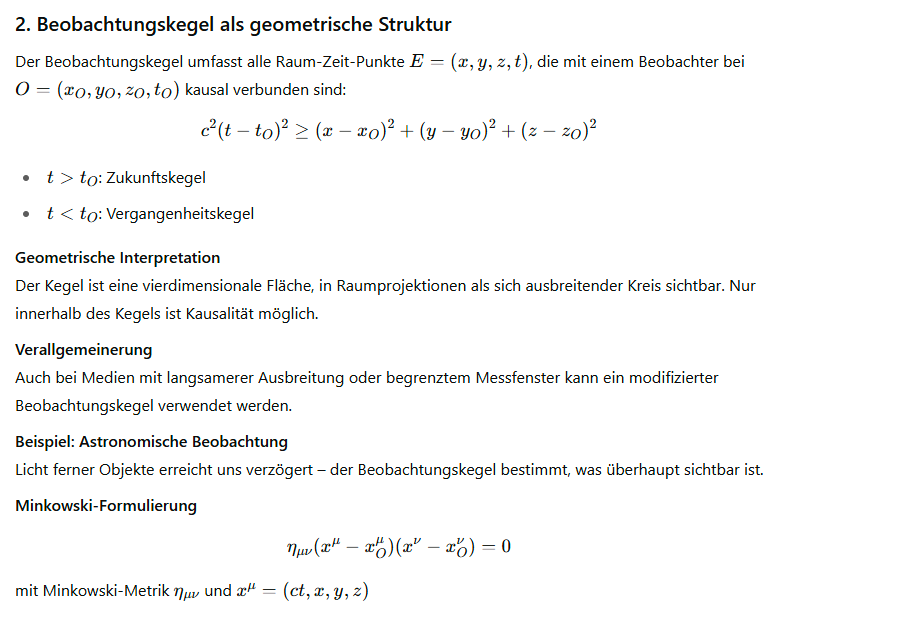 2. Beobachtungskegel als geometrische Struktur
Der Beobachtungskegel umfasst alle Raum-Zeit-Punkte E = (x, y, z, t), die mit einem Beobachter bei
O = (x_O, y_O, z_O, t_O) kausal verbunden sind:
c²(t − t_O)² ≥ (x − x_O)² + (y − y_O)² + (z − z_O)²
• t > t_O: Zukunftskegel
• t < t_O: Vergangenheitskegel
Geometrische Interpretation
Der Kegel ist eine vierdimensionale Fläche, in Raumprojektionen als sich ausbreitender Kreis sichtbar. Nur
innerhalb des Kegels ist Kausalität möglich.
Verallgemeinerung
Auch bei Medien mit langsamerer Ausbreitung oder begrenztem Messfenster kann ein modifizierter
Beobachtungskegel verwendet werden.
Beispiel: Astronomische Beobachtung
Licht ferner Objekte erreicht uns verzögert – der Beobachtungskegel bestimmt, was überhaupt sichtbar ist.
Minkowski-Formulierung
η_{μν}(x^μ − x_O^μ)(x^ν − x_O^ν) = 0
mit Minkowski-Metrik η_{μν} und x^μ = (ct, x, y, z)